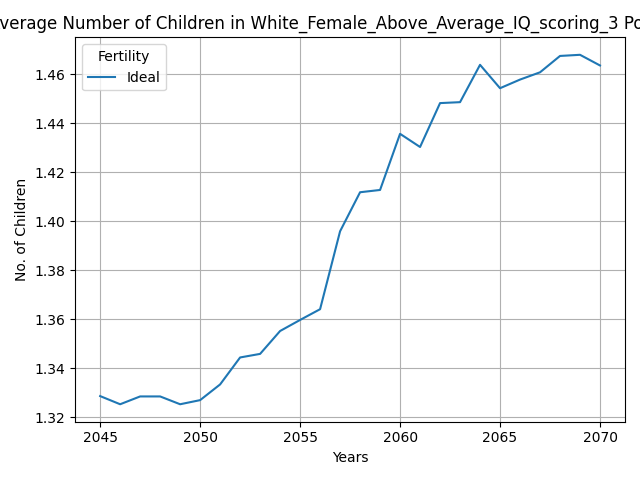 verage Number of Children in White_Female_Above_Average_IQ_scoring_3 Po
Fertility
Ideal
No. of Children
1.46
1.44
1.42
1.40
1.38
1.36
1.34
1.32
2045 2050 2055 2060 2065 2070
Years